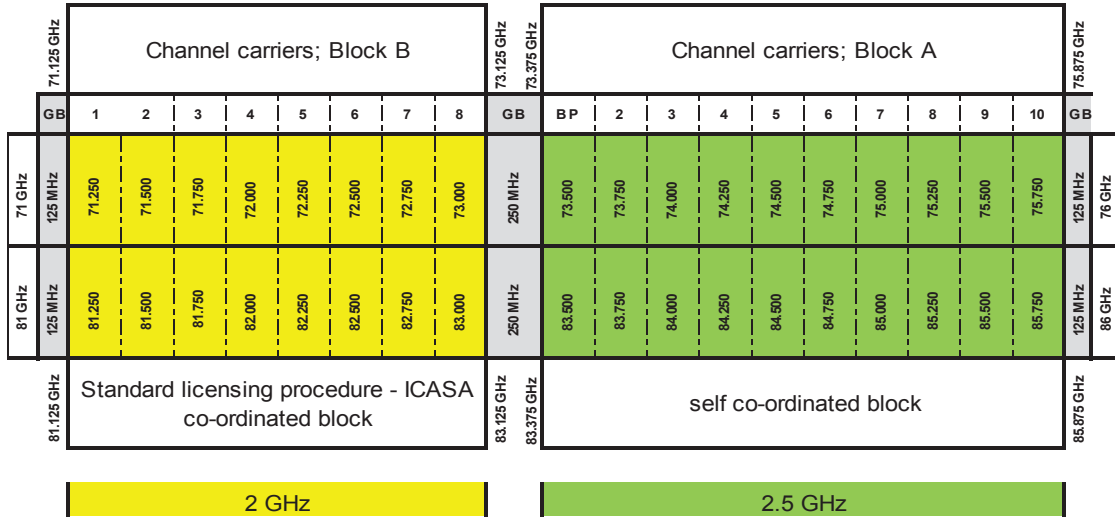 71.125 GHz
Channel carriers; Block B
73.125 GHz
73.375 GHz
Channel carriers; Block A
75.875 GHz
GB 1 2 3 4 5 6 7 8 GB BP 2 3 4 5 6 7 8 9 10 GB
71 GHz 125 MHz 71.250 71.500 71.750 72.000 72.250 72.500 72.750 73.000 250 MHz 73.500 73.750 74.000 74.250 74.500 74.750 75.000 75.250 75.500 75.750 125 MHz 76 GHz
81 GHz 125 MHz 81.250 81.500 81.750 82.000 82.250 82.500 82.750 83.000 250 MHz 83.500 83.750 84.000 84.250 84.500 84.750 85.000 85.250 85.500 85.750 125 MHz 86 GHz
81.125 GHz
Standard licensing procedure - ICASA
co-ordinated block
83.125 GHz
83.375 GHz
self co-ordinated block
85.875 GHz
2 GHz
2.5 GHz